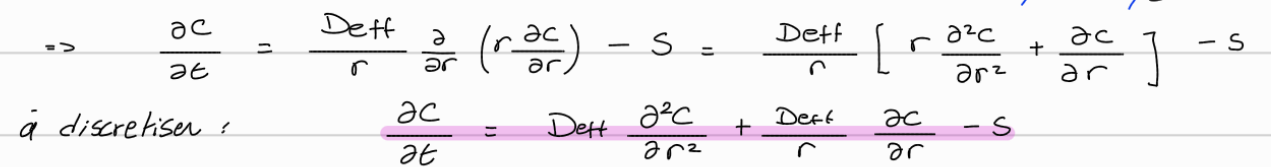 => ∂C/∂t = Deff/r ∂/∂r (r ∂C/∂r) - S = Deff/r [ r ∂²C/∂r² + ∂C/∂r ] - S
à discretiser : ∂C/∂t = Deff ∂²C/∂r² + Deff/r ∂C/∂r - S